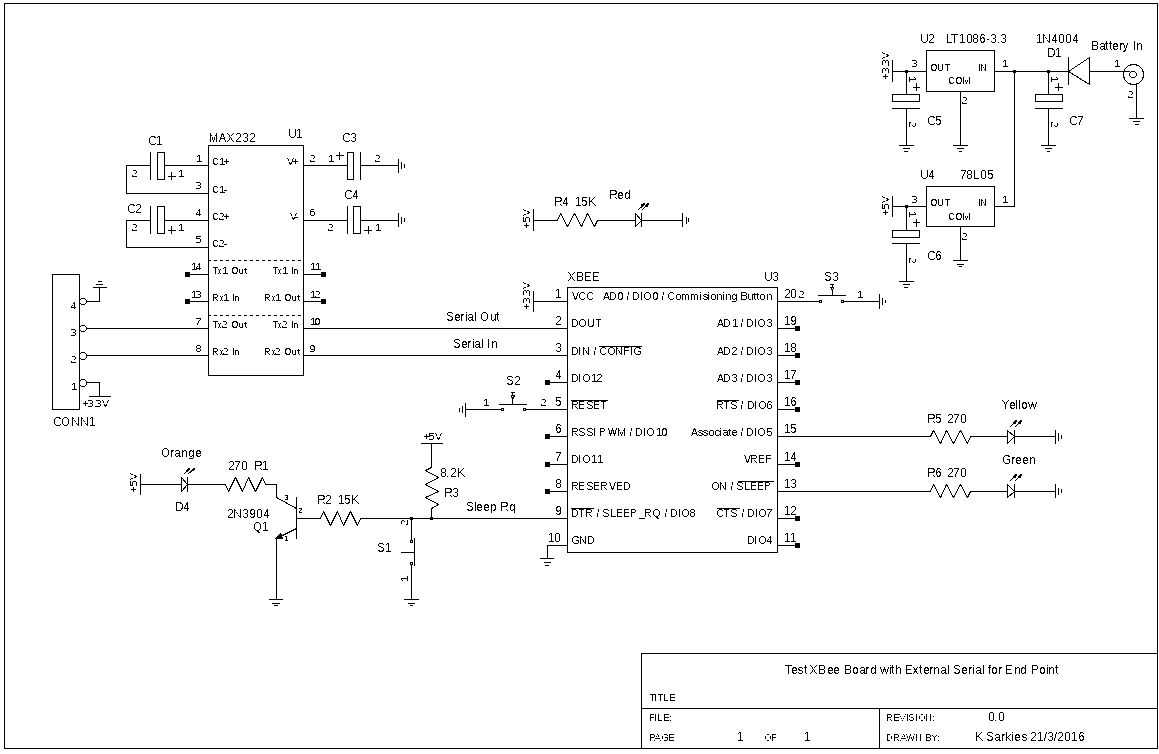 U2 LT1086-3.3
1N4004
D1
Battery In
+3.3V
3 OUT IN 1
COM
2
1 +
2
C5
1 +
2
C7
1
2
U4 78L05
+5V
3 OUT IN 1
COM
2
1 +
2
C6
MAX232 U1
C1
2 + 1
C2
2 + 1
1 C1+
3 C1-
4 C2+
5 C2-
V+ 2
V- 6
C3
1 + 2
C4
2 + 1
14 Tx1 Out Tx1 In 11
13 Rx1 In Rx1 Out 12
7 Tx2 Out Tx2 In 10
8 Rx2 In Rx2 Out 9
4
3
2
1
+3.3V
CONN1
Serial Out
Serial In
+5V
R4 15K
Red
XBEE U3
+3.3V
1 VCC AD0 / DIO0 / Commisioning Button 20
2 DOUT AD1 / DIO3 19
3 DIN / CONFIG AD2 / DIO3 18
4 DIO12 AD3 / DIO3 17
5 RESET RTS / DIO6 16
6 RSSI PWM / DIO10 Associate / DIO5 15
7 DIO11 VREF 14
8 RESERVED ON / SLEEP 13
9 DTR / SLEEP_RQ / DIO8 CTS / DIO7 12
10 GND DIO4 11
S3
2 1
S2
1 2
R5 270
Yellow
R6 270
Green
Orange
+5V
D4
270 R1
2N3904
Q1
3
2
1
R2 15K
+5V
8.2K
R3
Sleep Rq
S1
2
1
Test XBee Board with External Serial for End Point
TITLE
FILE:
REVISION: 0.0
PAGE 1 OF 1
DRAWN BY: K Sarkies 21/3/2016